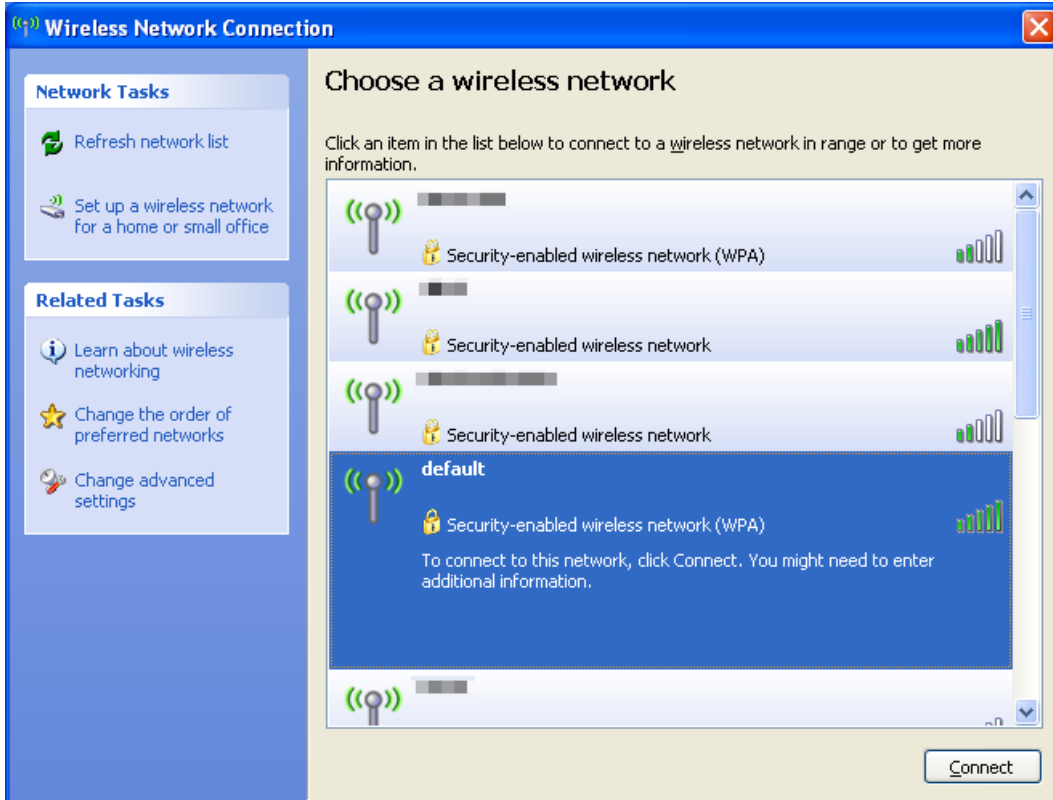 Wireless Network Connection
Network Tasks
Refresh network list
Set up a wireless network
for a home or small office
Related Tasks
Learn about wireless
networking
Change the order of
preferred networks
Change advanced
settings
Choose a wireless network
Click an item in the list below to connect to a wireless network in range or to get more
information.
Security-enabled wireless network (WPA)
Security-enabled wireless network
Security-enabled wireless network
default
Security-enabled wireless network (WPA)
To connect to this network, click Connect. You might need to enter
additional information.
Connect